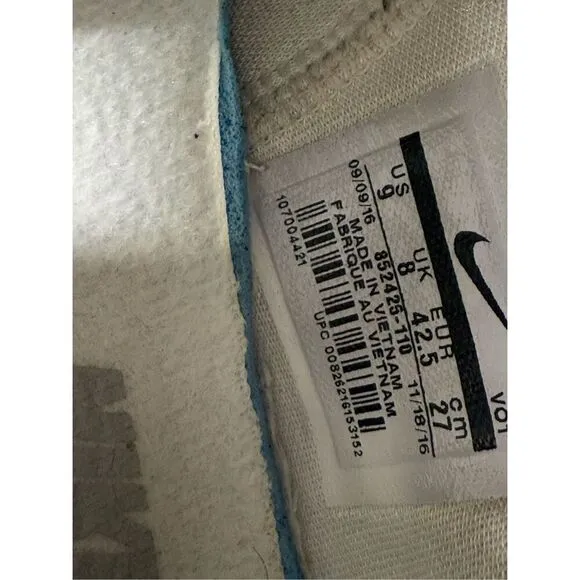 US UK EUR cm
9 8 42.5 27
09/09/16 852425-110 11/18/16
MADE IN VIETNAM
FABRIQUE AU VIETNAM
107004421
UPC 00826216153152